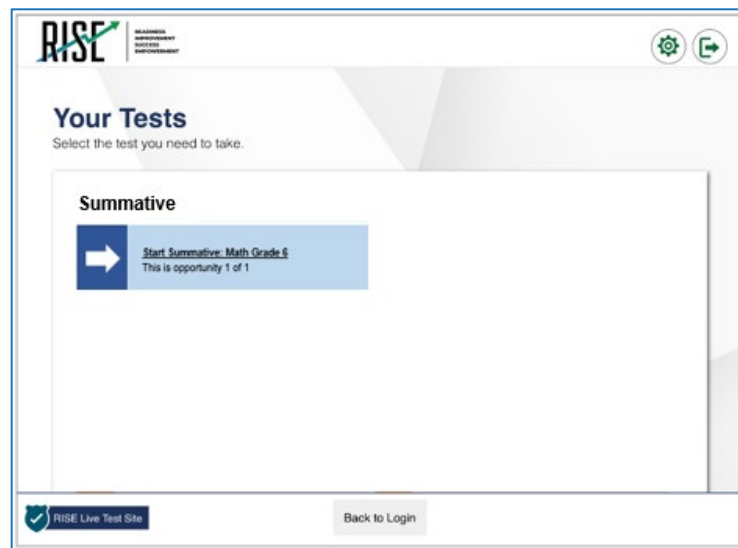 RISE
READINESS
IMPROVEMENT
SUCCESS
EMPOWERMENT
Your Tests
Select the test you need to take.
Summative
Start Summative: Math Grade 6
This is opportunity 1 of 1
RISE Live Test Site
Back to Login